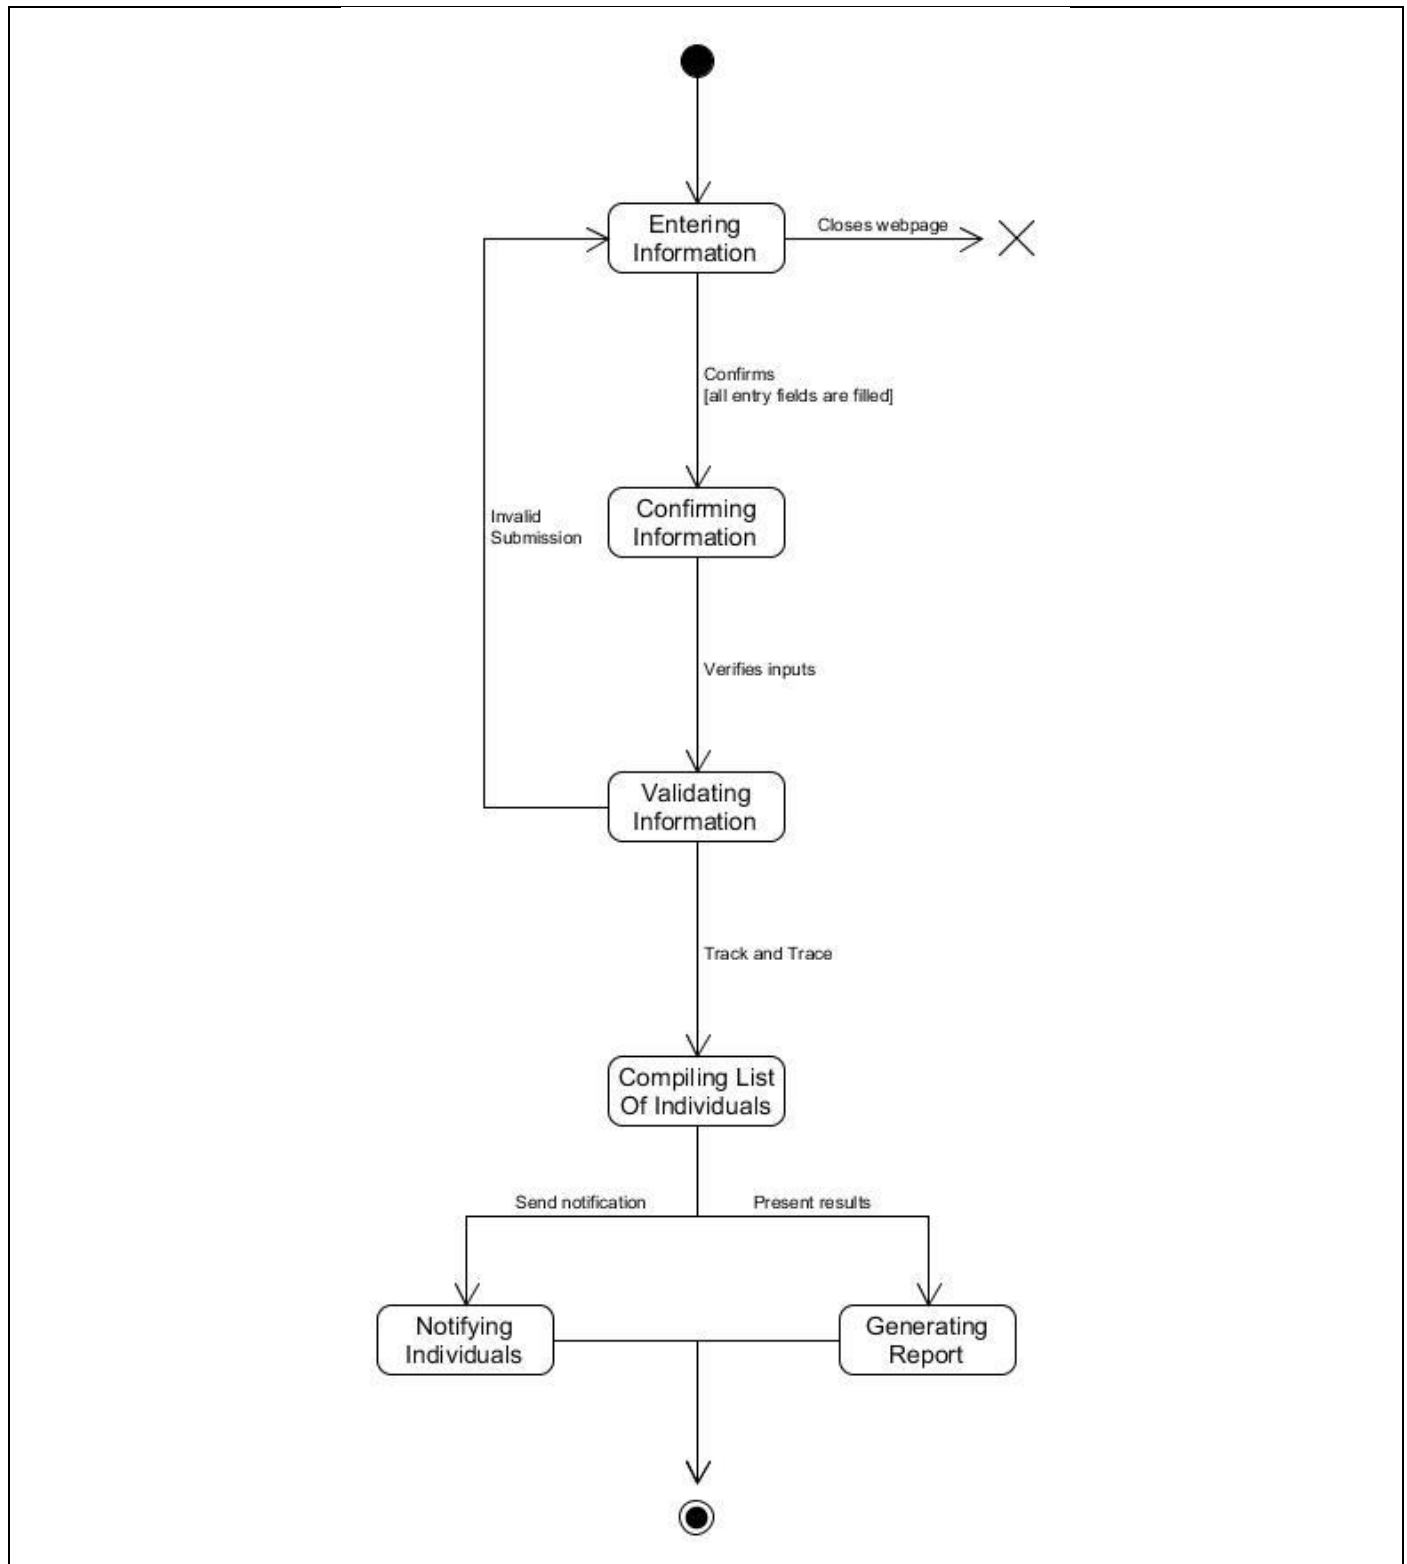 Entering
Information
Closes webpage
Confirms
[all entry fields are filled]
Confirming
Information
Invalid
Submission
Verifies inputs
Validating
Information
Track and Trace
Compiling List
Of Individuals
Send notification
Present results
Notifying
Individuals
Generating
Report